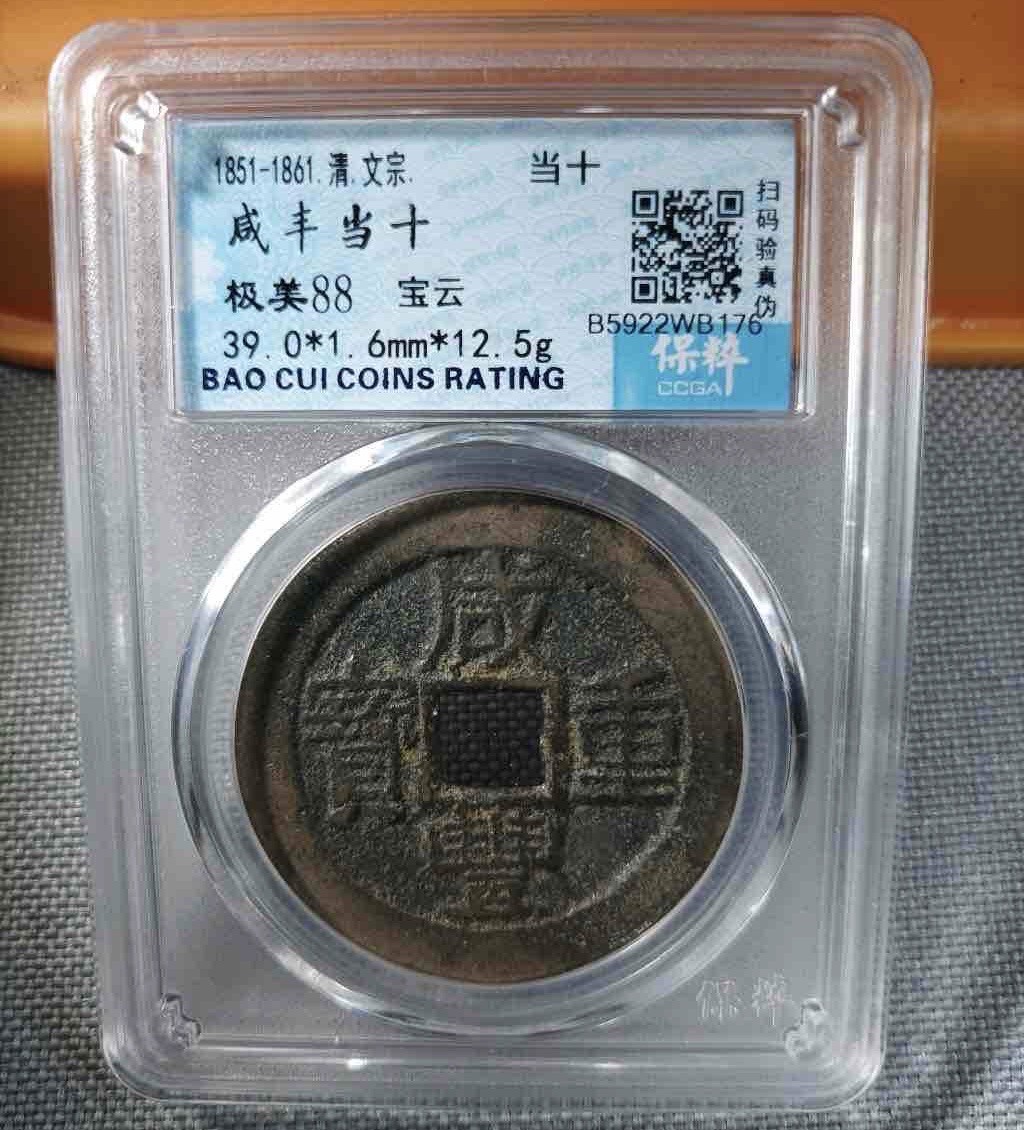 1851-1861.清.文宗. 当十
咸丰当十
极美88 宝云
39.0*1.6mm*12.5g
BAO CUI COINS RATING
扫码验真伪
B5922WB176
保粹
CCGA
咸
寶 重
豐
保粹